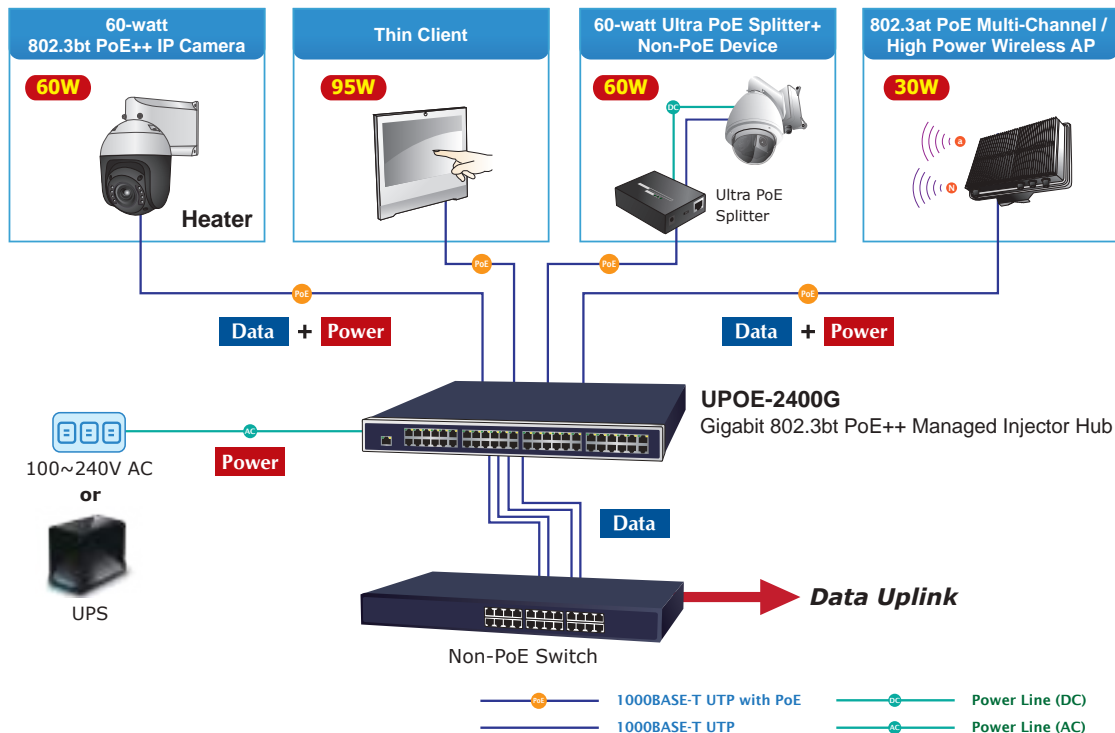 60-watt
802.3bt PoE++ IP Camera
Thin Client
60-watt Ultra PoE Splitter+
Non-PoE Device
802.3at PoE Multi-Channel /
High Power Wireless AP
60W
95W
60W
30W
DC
a
N
Heater
Ultra PoE
Splitter
PoE
PoE
PoE
PoE
Data + Power
Data + Power
UPOE-2400G
Gigabit 802.3bt PoE++ Managed Injector Hub
AC
Power
100~240V AC
or
UPS
Data
Data Uplink
Non-PoE Switch
PoE
1000BASE-T UTP with PoE
DC
Power Line (DC)
1000BASE-T UTP
AC
Power Line (AC)